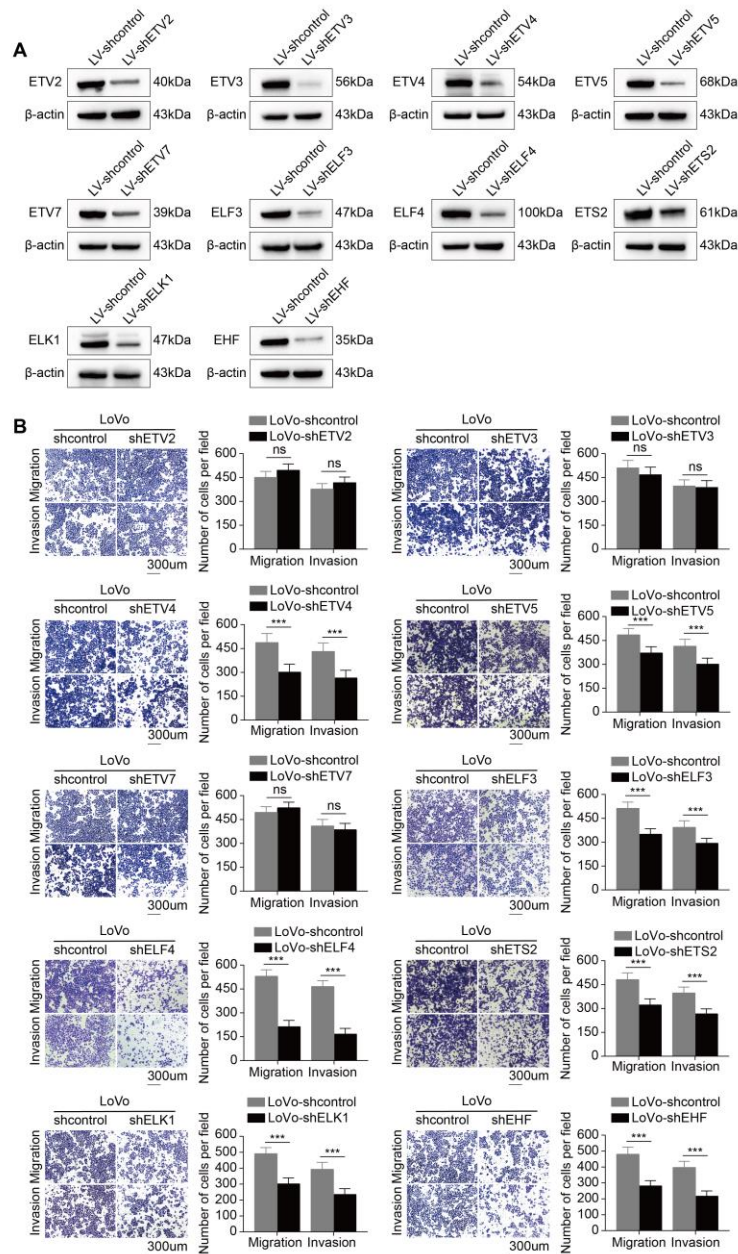 A
LV-shcontrol LV-shETV2 LV-shcontrol LV-shETV3 LV-shcontrol LV-shETV4 LV-shcontrol LV-shETV5
ETV2 40kDa ETV3 56kDa ETV4 54kDa ETV5 68kDa
β-actin 43kDa β-actin 43kDa β-actin 43kDa β-actin 43kDa
LV-shcontrol LV-shETV7 LV-shcontrol LV-shELF3 LV-shcontrol LV-shELF4 LV-shcontrol LV-shETS2
ETV7 39kDa ELF3 47kDa ELF4 100kDa ETS2 61kDa
β-actin 43kDa β-actin 43kDa β-actin 43kDa β-actin 43kDa
LV-shcontrol LV-shELK1 LV-shcontrol LV-shEHF
ELK1 47kDa EHF 35kDa
β-actin 43kDa β-actin 43kDa
B
LoVo
shcontrol shETV2
Invasion Migration
300um
LoVo-shcontrol
LoVo-shETV2
Number of cells per field
600
450
300
150
0
ns ns
Migration Invasion
LoVo
shcontrol shETV3
Invasion Migration
300um
LoVo-shcontrol
LoVo-shETV3
Number of cells per field
600
450
300
150
0
ns ns
Migration Invasion
LoVo
shcontrol shETV4
Invasion Migration
300um
LoVo-shcontrol
LoVo-shETV4
Number of cells per field
600
450
300
150
0
*** ***
Migration Invasion
LoVo
shcontrol shETV5
Invasion Migration
300um
LoVo-shcontrol
LoVo-shETV5
Number of cells per field
600
450
300
150
0
*** ***
Migration Invasion
LoVo
shcontrol shETV7
Invasion Migration
300um
LoVo-shcontrol
LoVo-shETV7
Number of cells per field
600
450
300
150
0
ns ns
Migration Invasion
LoVo
shcontrol shELF3
Invasion Migration
300um
LoVo-shcontrol
LoVo-shELF3
Number of cells per field
600
450
300
150
0
*** ***
Migration Invasion
LoVo
shcontrol shELF4
Invasion Migration
300um
LoVo-shcontrol
LoVo-shELF4
Number of cells per field
600
450
300
150
0
*** ***
Migration Invasion
LoVo
shcontrol shETS2
Invasion Migration
300um
LoVo-shcontrol
LoVo-shETS2
Number of cells per field
600
450
300
150
0
*** ***
Migration Invasion
LoVo
shcontrol shELK1
Invasion Migration
300um
LoVo-shcontrol
LoVo-shELK1
Number of cells per field
600
500
400
300
200
100
0
*** ***
Migration Invasion
LoVo
shcontrol shEHF
Invasion Migration
300um
LoVo-shcontrol
LoVo-shEHF
Number of cells per field
600
500
400
300
200
100
0
*** ***
Migration Invasion